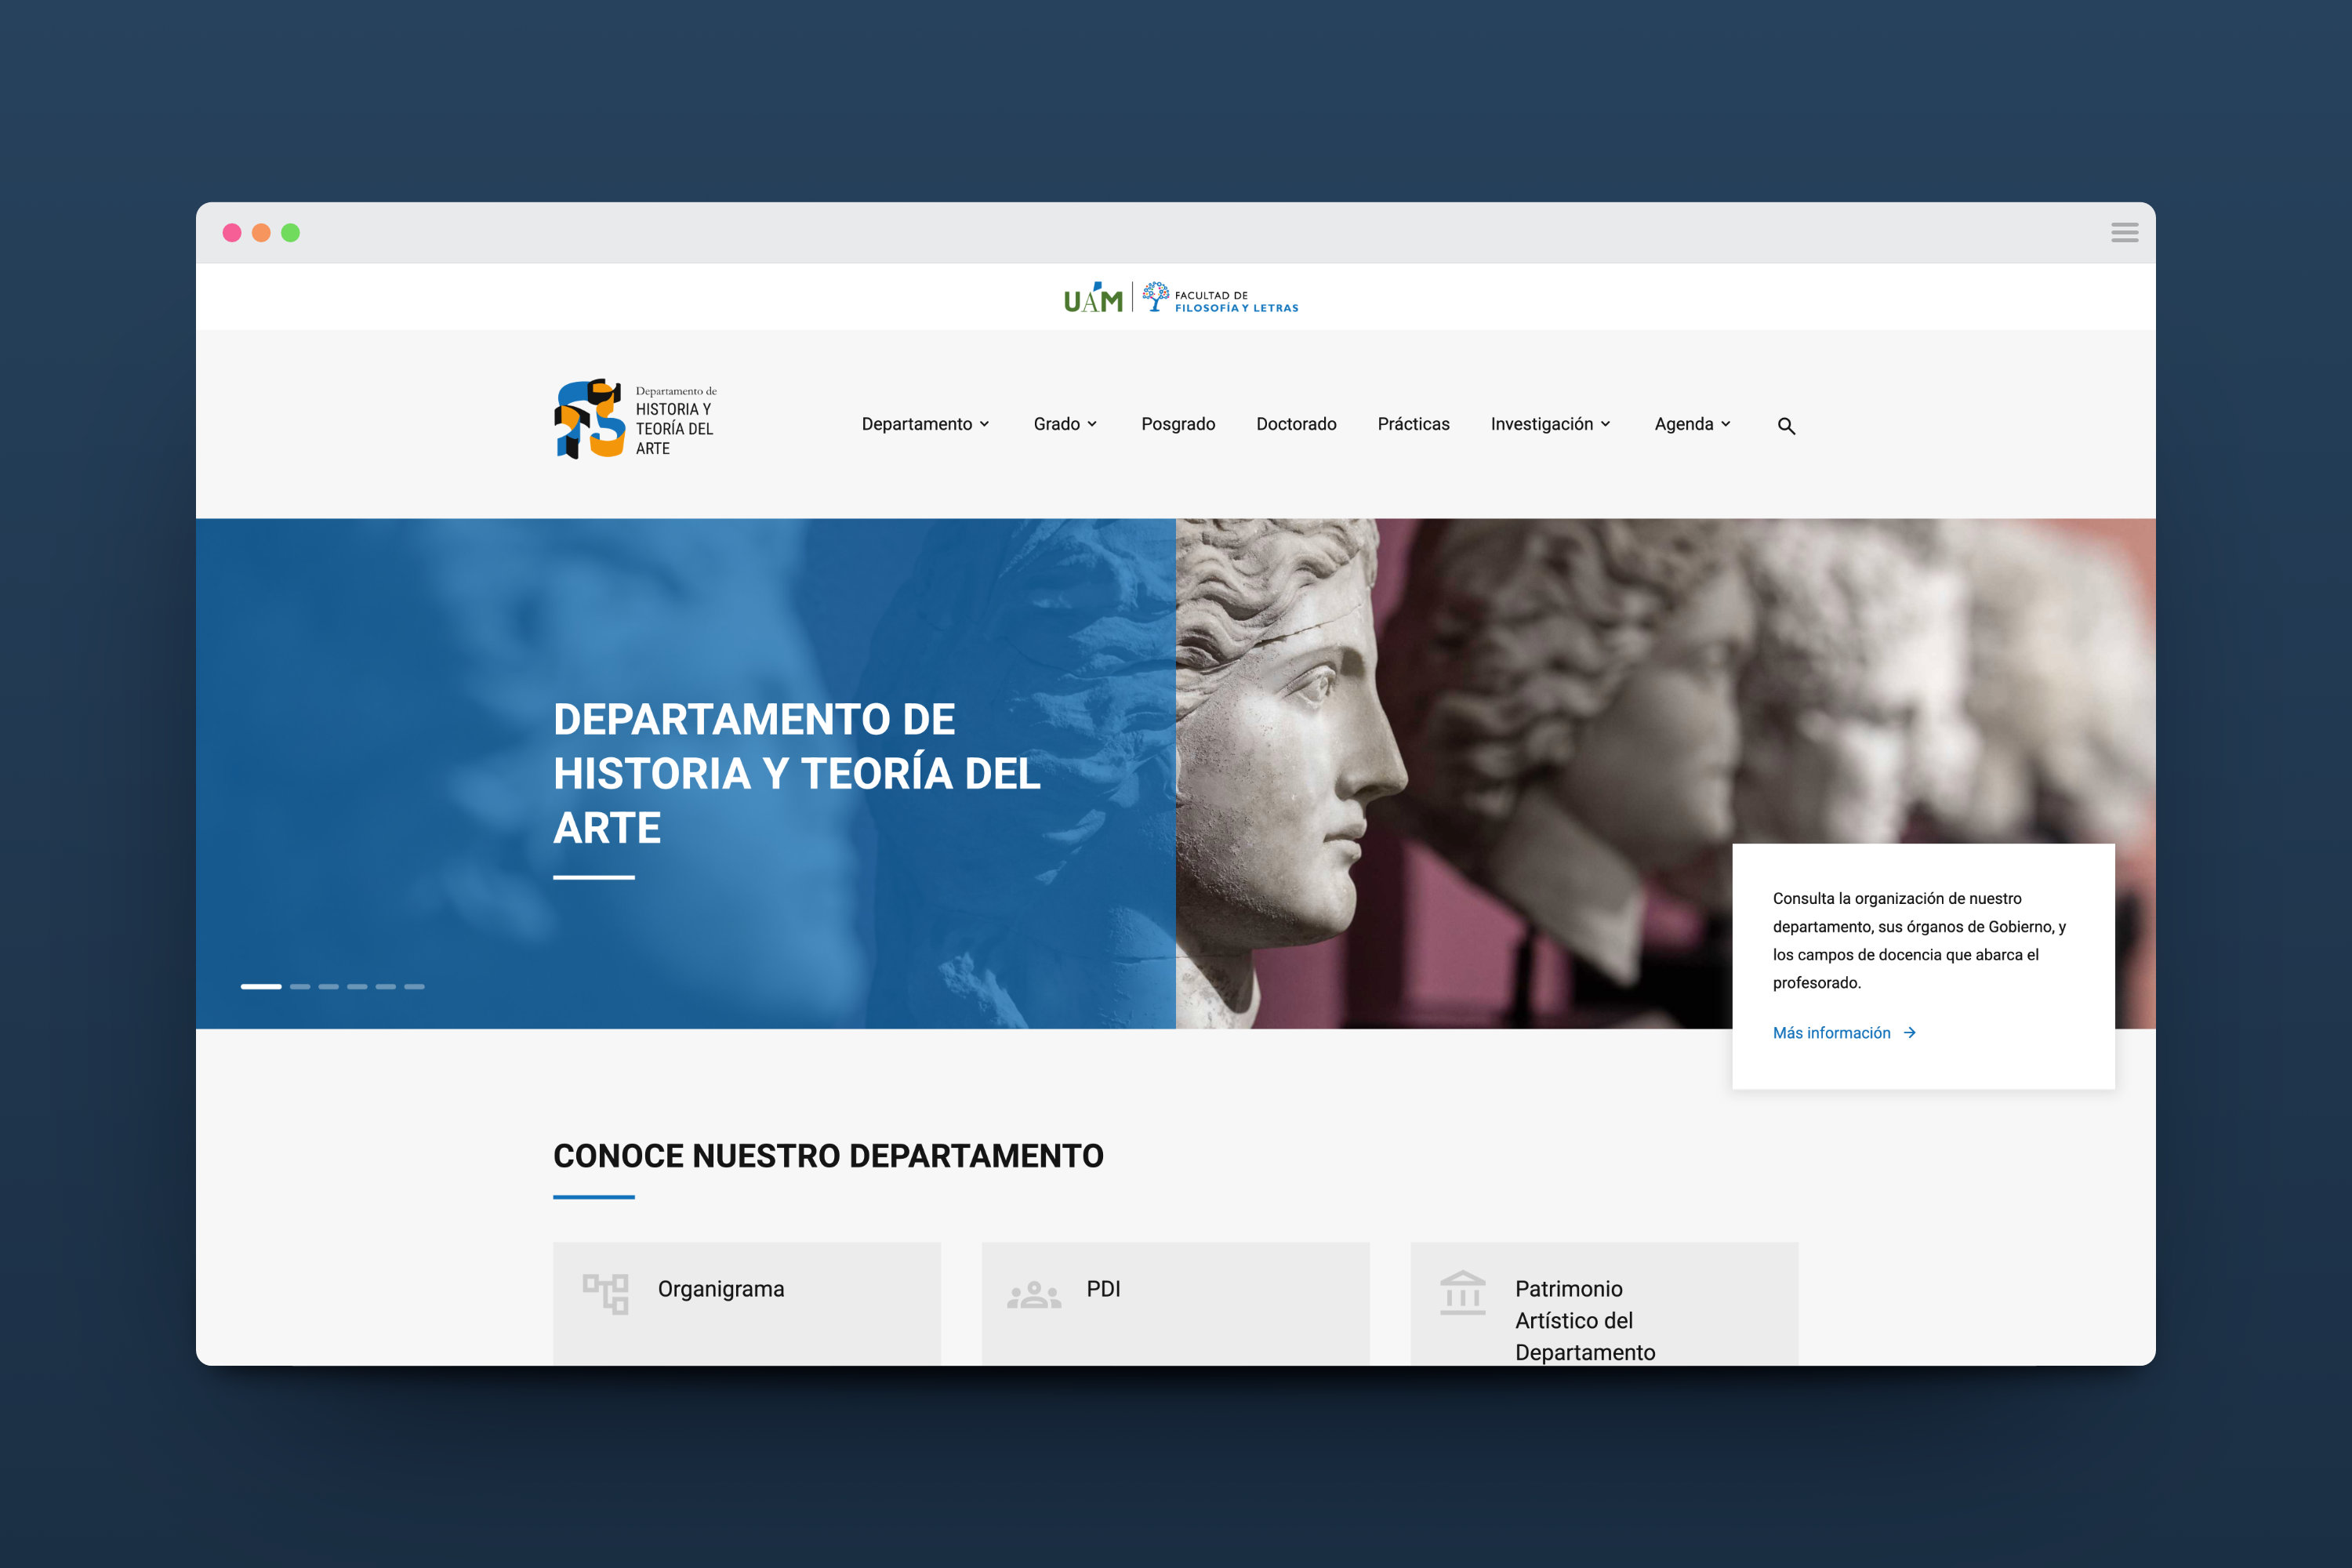 UAM
FACULTAD DE
FILOSOFÍA Y LETRAS
Departamento de
HISTORIA Y
TEORÍA DEL
ARTE
Departamento
Grado
Posgrado
Doctorado
Prácticas
Investigación
Agenda
DEPARTAMENTO DE
HISTORIA Y TEORÍA DEL
ARTE
Consulta la organización de nuestro
departamento, sus órganos de Gobierno, y
los campos de docencia que abarca el
profesorado.
Más información
CONOCE NUESTRO DEPARTAMENTO
Organigrama
PDI
Patrimonio
Artístico del
Departamento